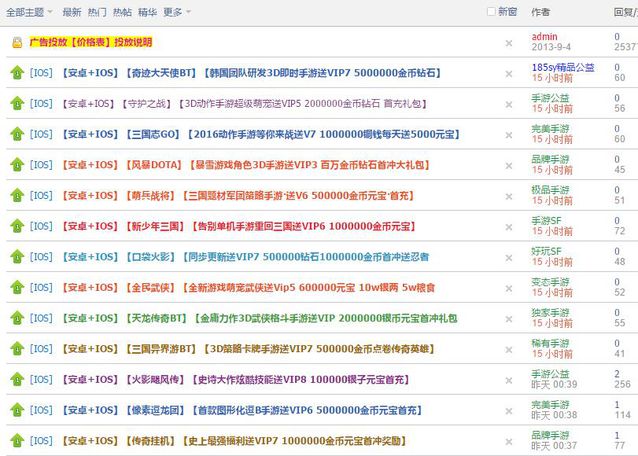 全部主题 最新 热门 热帖 精华 更多 新窗 作者 回复/
广告投放【价格表】投放说明 admin 0
2013-9-4 2537
[IOS] 【安卓+IOS】【奇迹大天使BT】【韩国团队研发3D即时手游送VIP7 5000000金币钻石】 185sy精品公益 0
15 小时前 60
[IOS] 【安卓+IOS】【守护之战】【3D动作手游超级萌宠送VIP5 2000000金币钻石 首充礼包】 手游公益 0
15 小时前 56
[IOS] 【安卓+IOS】【三国志GO】【2016动作手游等你来战送V7 1000000铜钱每天送5000元宝】 完美手游 0
15 小时前 60
[IOS] 【安卓+IOS】【风暴DOTA】【暴雪游戏角色3D手游送VIP3 百万金币钻石首冲大礼包】 品牌手游 0
15 小时前 45
[IOS] 【安卓+IOS】【萌兵战将】【三国题材军团策略手游·送V6 500000金币元宝·首充】 极品手游 0
15 小时前 51
[IOS] 【安卓+IOS】【新少年三国】【告别单机手游重回三国送VIP6 1000000金币元宝】 手游SF 0
15 小时前 72
[IOS] 【安卓+IOS】【口袋火影】【同步更新送VIP7 500000钻石1000000金币首冲送忍者 好玩SF 0
15 小时前 48
[IOS] 【安卓+IOS】【全民武侠】【全新游戏萌宠武侠送Vip5 600000元宝 10w银两 5w粮食 变态手游 0
15 小时前 52
[IOS] 【安卓+IOS】【天龙传奇BT】【金庸力作3D武侠格斗手游送VIP 2000000银币元宝首冲礼包 独家手游 0
15 小时前 55
[IOS] 【安卓+IOS】【三国异界游BT】【3D策略卡牌手游送VIP7 500000金币点卷传奇英雄】 稀有手游 0
15 小时前 41
[IOS] 【安卓+IOS】【火影飓风传】【史诗大作炫酷技能送VIP8 100000银子元宝首充】 手游公益 2
昨天 00:39 256
[IOS] 【安卓+IOS】【像素逗龙团】【首款图形化逗B手游送VIP6 500000金币元宝首充】 完美手游 1
昨天 00:38 114
[IOS] 【安卓+IOS】【传奇挂机】【史上最强福利送VIP7 1000000金币元宝首冲奖励】 品牌手游 1
昨天 00:37 77